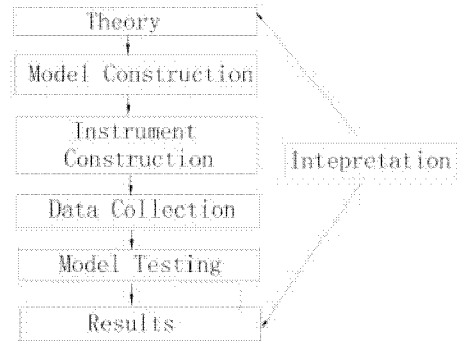 Theory
Model Construction
Instrument
Construction
Intepretation
Data Collection
Model Testing
Results